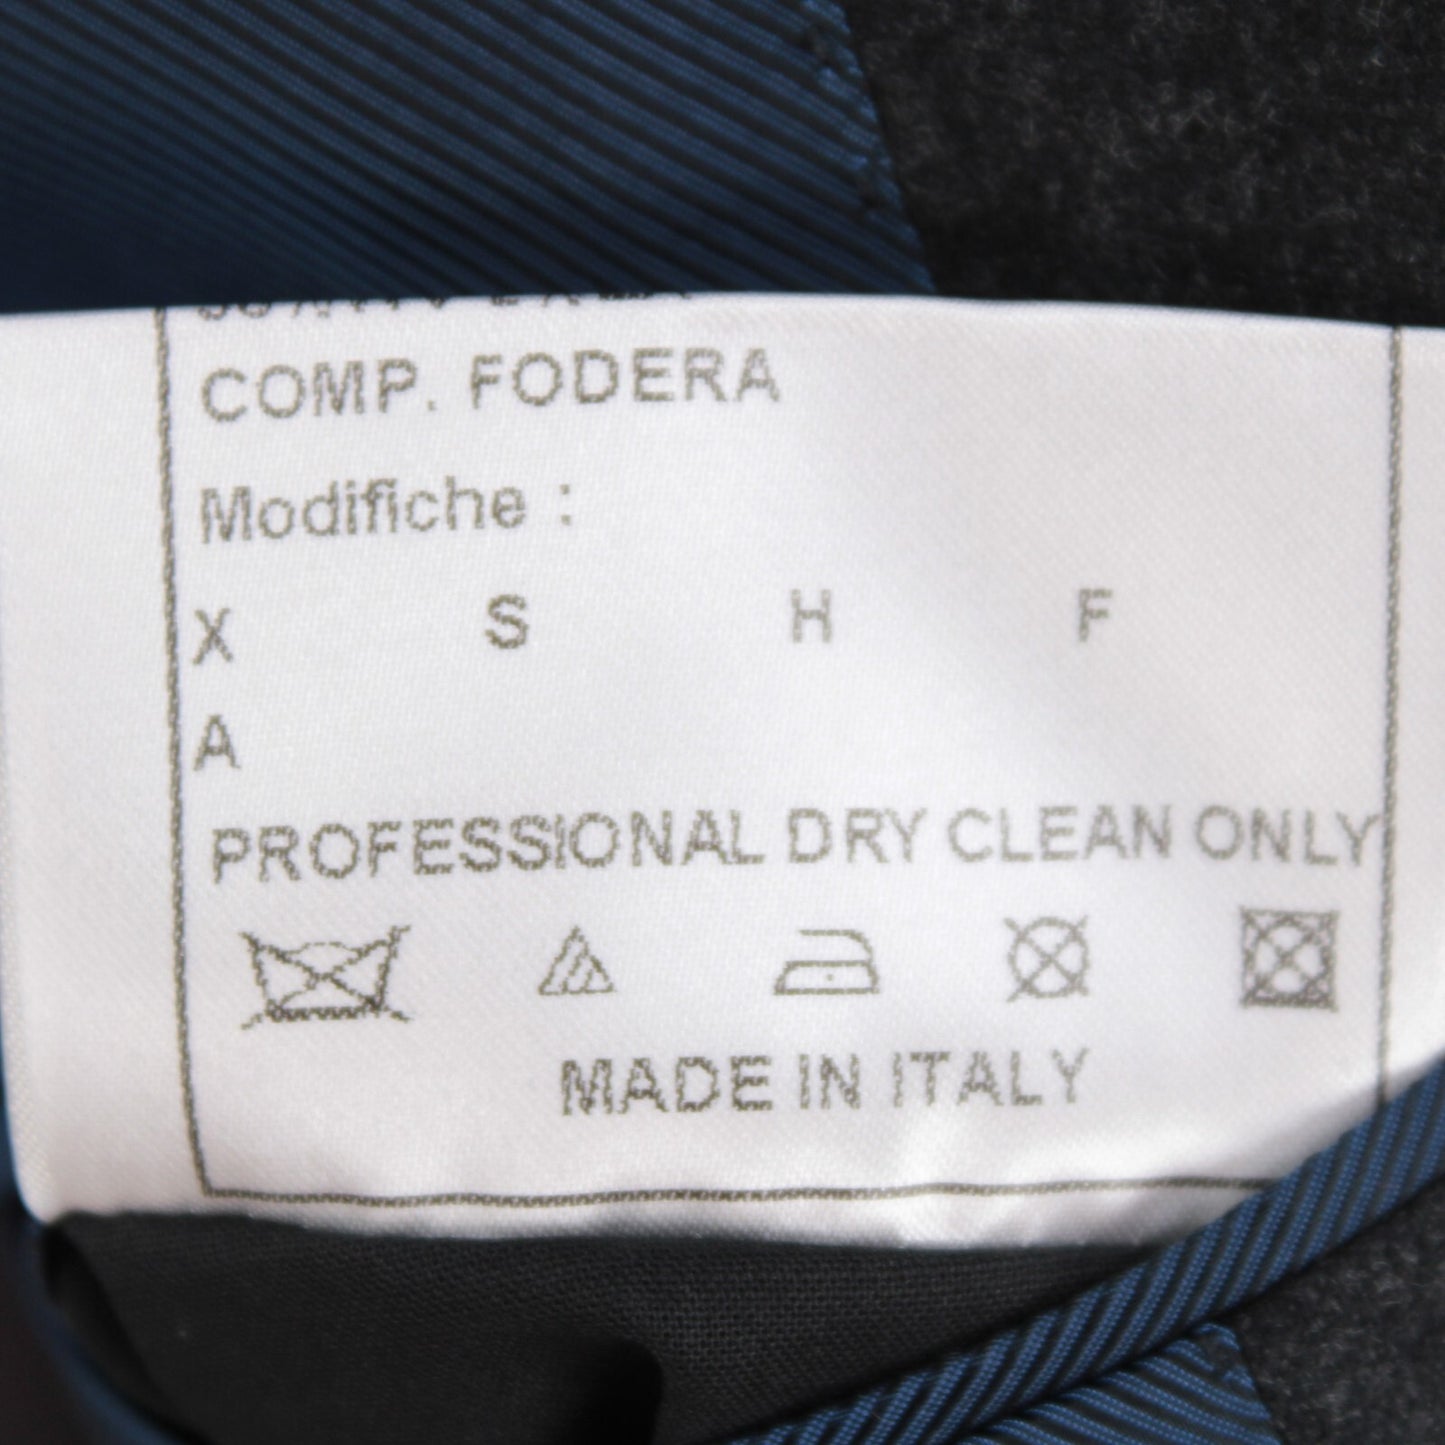 COMP. FODERA
Modifiche :
X S H F
A
PROFESSIONAL DRY CLEAN ONLY
MADE IN ITALY